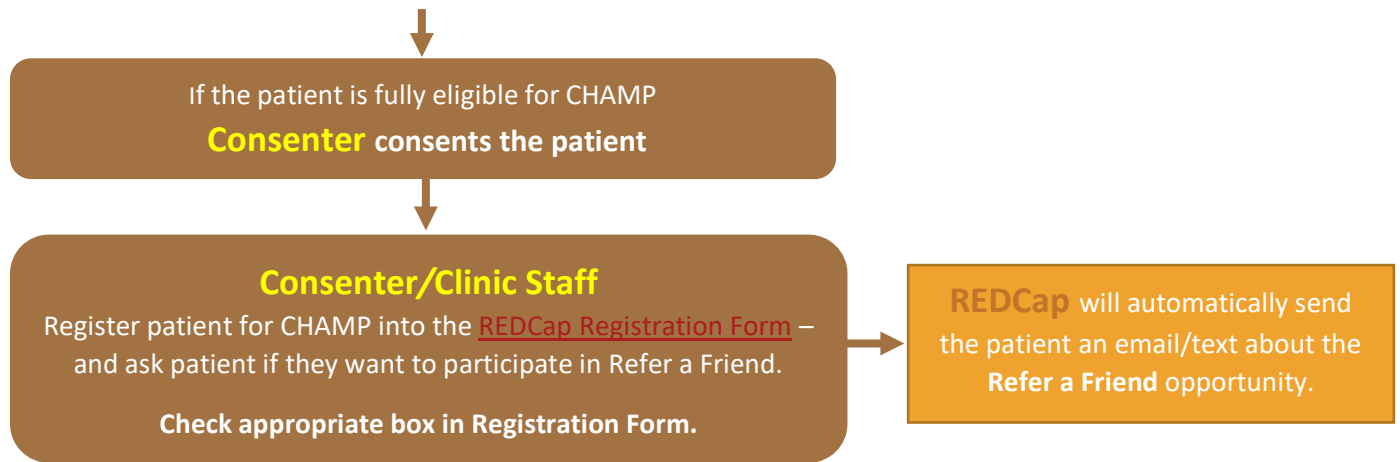 If the patient is fully eligible for CHAMP
Consenter consents the patient
Consenter/Clinic Staff
Register patient for CHAMP into the REDCap Registration Form –
and ask patient if they want to participate in Refer a Friend.
Check appropriate box in Registration Form.
REDCap will automatically send
the patient an email/text about the
Refer a Friend opportunity.